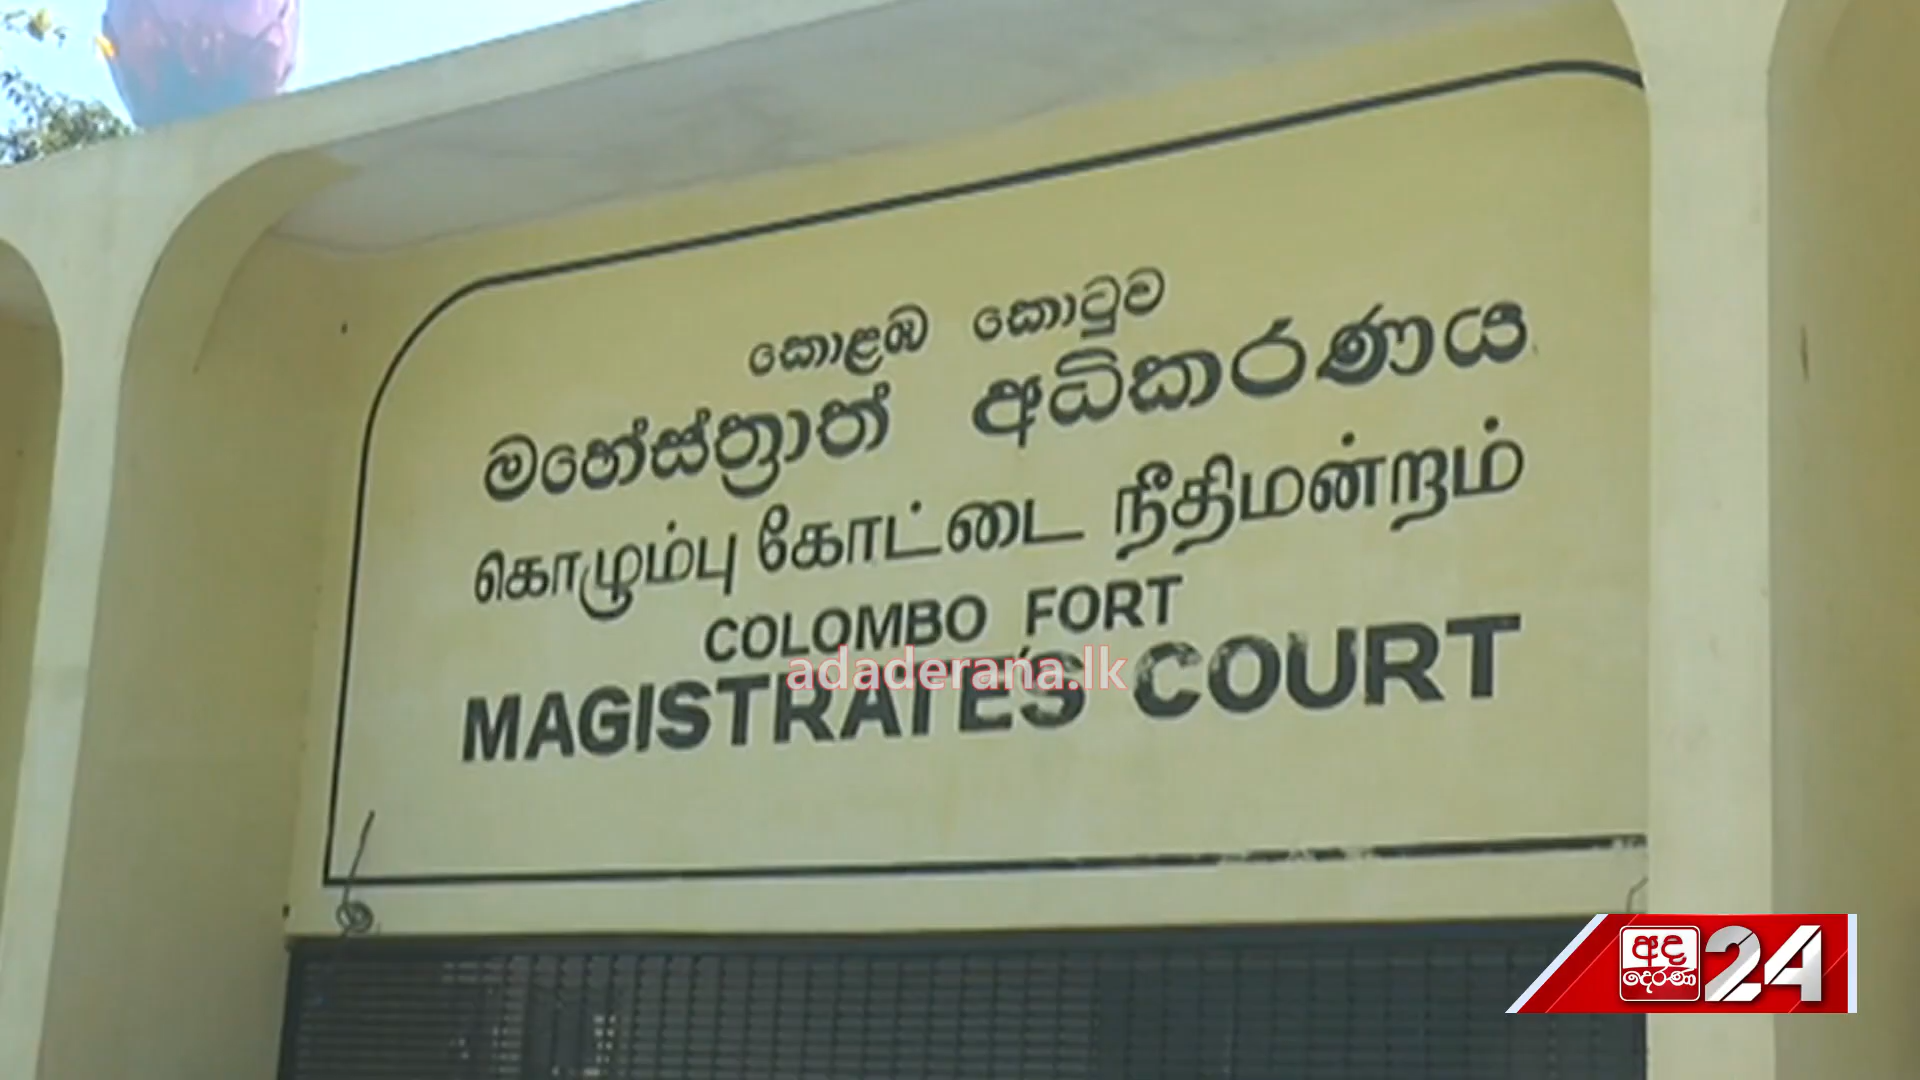 කොළඹ කොටුව
මහේස්ත්‍රාත් අධිකරණය
கொழும்பு கோட்டை நீதிமன்றம்
COLOMBO FORT
adaderana.lk
MAGISTRATE'S COURT
අද
දෙරණ
24